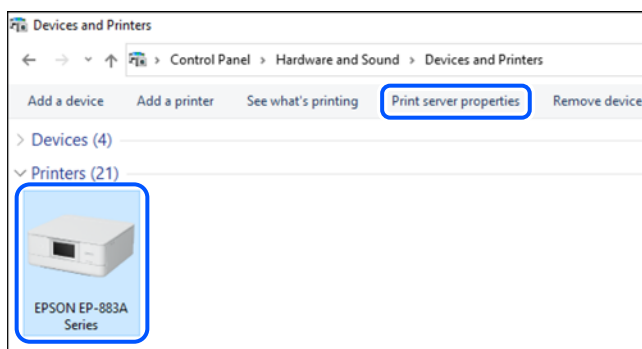 Devices and Printers
Control Panel > Hardware and Sound > Devices and Printers
Add a device Add a printer See what's printing Print server properties Remove device
Devices (4)
Printers (21)
EPSON EP-883A
Series